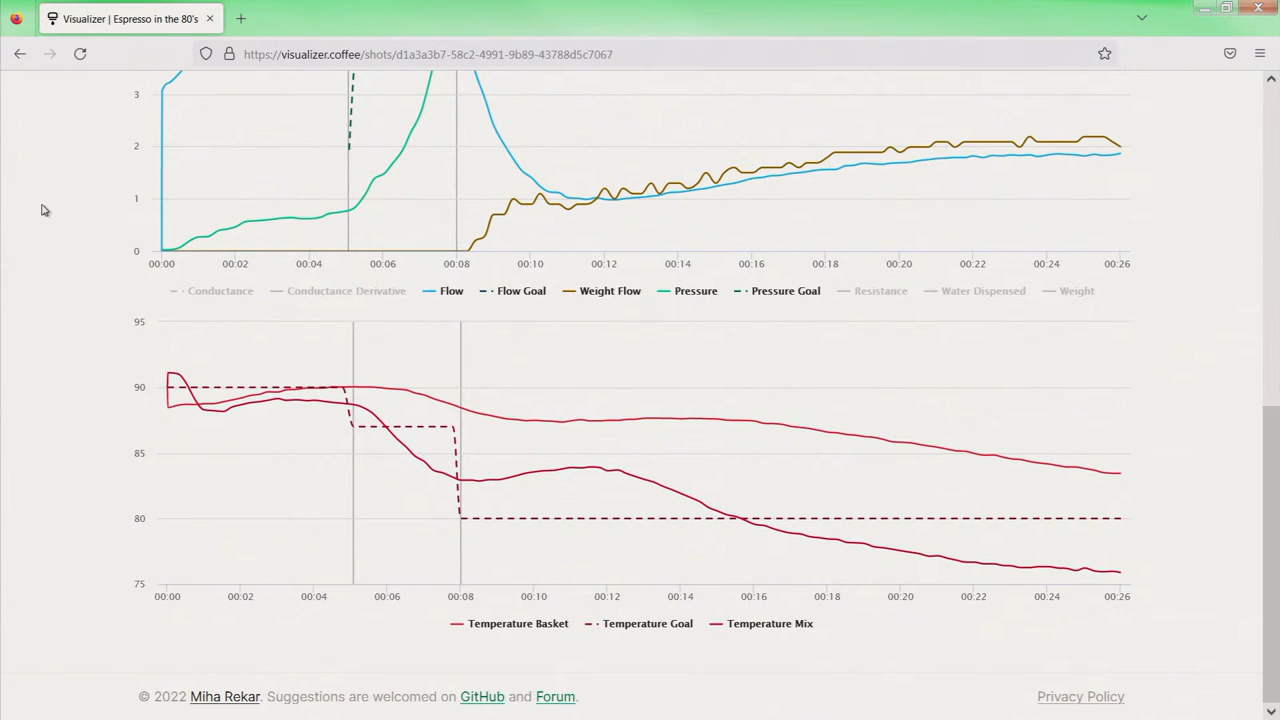 Visualizer | Espresso in the 80's
https://visualizer.coffee/shots/d1a3a3b7-58c2-4991-9b89-43788d5c7067
3
2
1
0
00:00 00:02 00:04 00:06 00:08 00:10 00:12 00:14 00:16 00:18 00:20 00:22 00:24 00:26
Conductance Conductance Derivative Flow Flow Goal Weight Flow Pressure Pressure Goal Resistance Water Dispensed Weight
95
90
85
80
75
00:00 00:02 00:04 00:06 00:08 00:10 00:12 00:14 00:16 00:18 00:20 00:22 00:24 00:26
Temperature Basket Temperature Goal Temperature Mix
© 2022 Miha Rekar. Suggestions are welcomed on GitHub and Forum. Privacy Policy